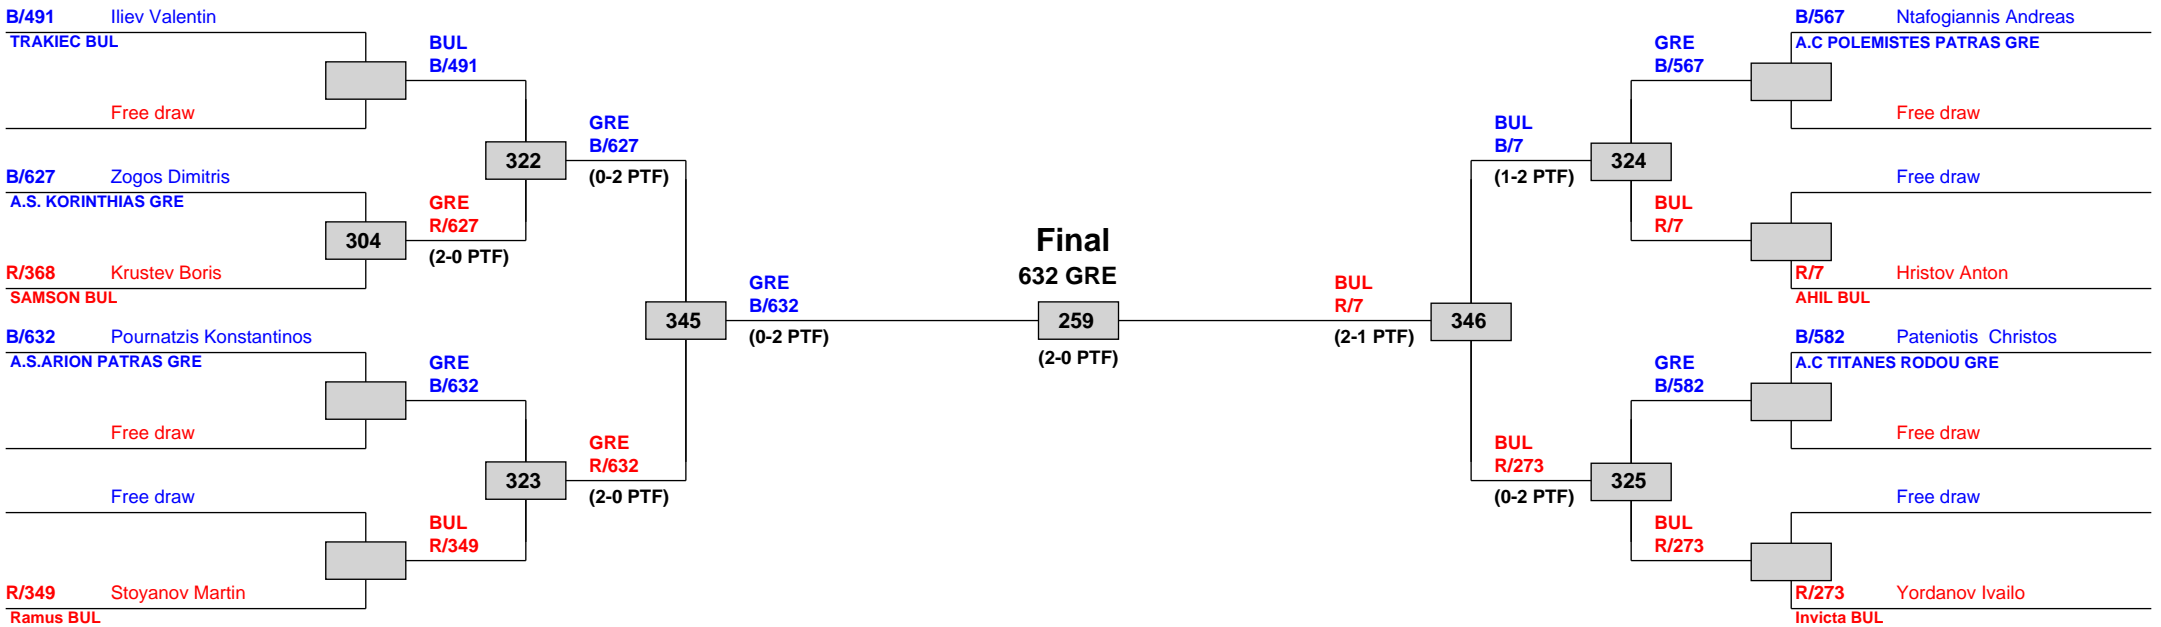 B/491 Iliev Valentin
TRAKIEC BUL
BUL
B/491
Free draw
GRE
B/627
322
(0-2 PTF)
B/627 Zogos Dimitris
A.S. KORINTHIAS GRE
GRE
R/627
304
(2-0 PTF)
R/368 Krustev Boris
SAMSON BUL
GRE
B/632
345
(0-2 PTF)
B/632 Pournatzis Konstantinos
A.S.ARION PATRAS GRE
GRE
B/632
Free draw
GRE
R/632
323
(2-0 PTF)
Free draw
BUL
R/349
R/349 Stoyanov Martin
Ramus BUL
Final
632 GRE
259
(2-0 PTF)
B/567 Ntafogiannis Andreas
A.C POLEMISTES PATRAS GRE
GRE
B/567
Free draw
BUL
B/7
324
(1-2 PTF)
Free draw
BUL
R/7
R/7 Hristov Anton
AHIL BUL
BUL
R/7
346
(2-1 PTF)
B/582 Pateniotis  Christos
A.C TITANES RODOU GRE
GRE
B/582
Free draw
BUL
R/273
325
(0-2 PTF)
Free draw
BUL
R/273
R/273 Yordanov Ivailo
Invicta BUL